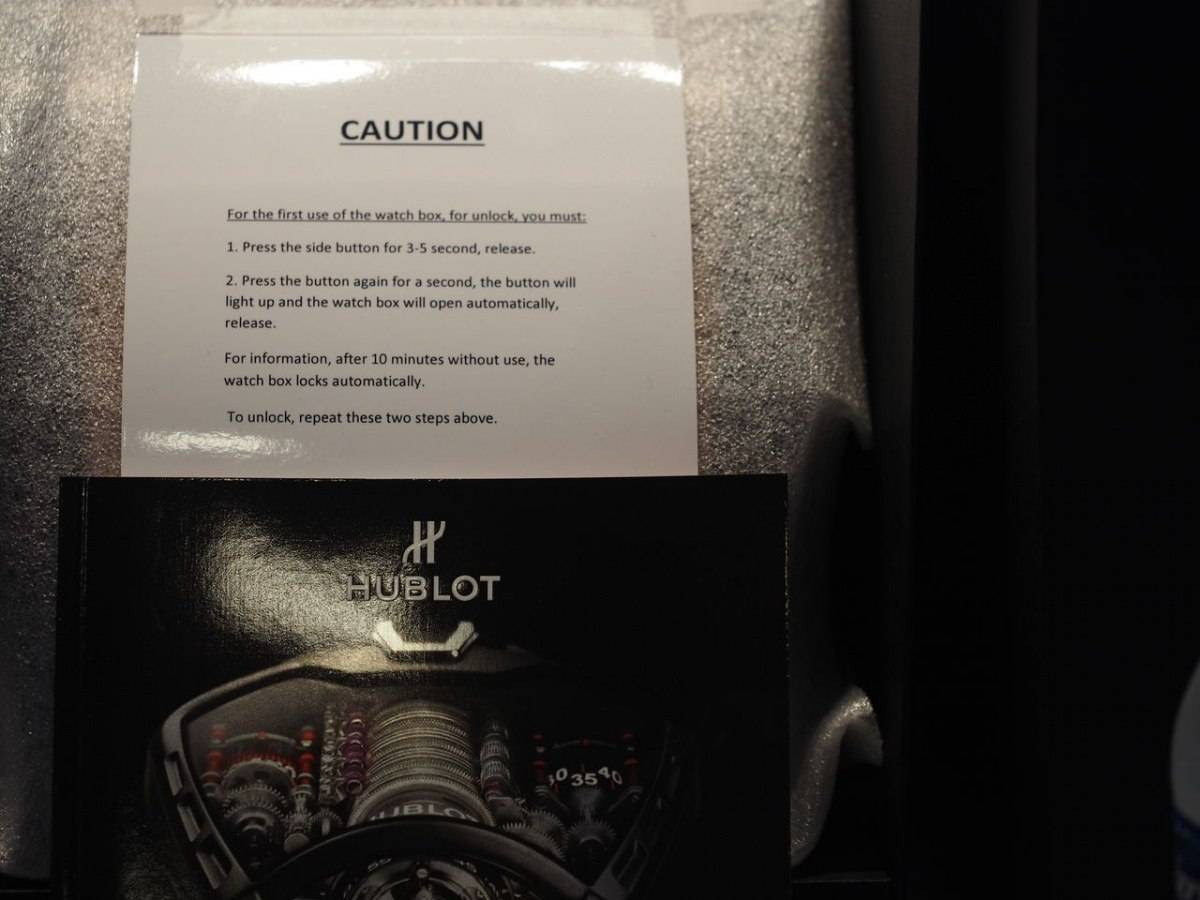 CAUTION
For the first use of the watch box, for unlock, you must:
1. Press the side button for 3-5 second, release.
2. Press the button again for a second, the button will
light up and the watch box will open automatically,
release.
For information, after 10 minutes without use, the
watch box locks automatically.
To unlock, repeat these two steps above.
H
HUBLOT
35 40
HUBLOT